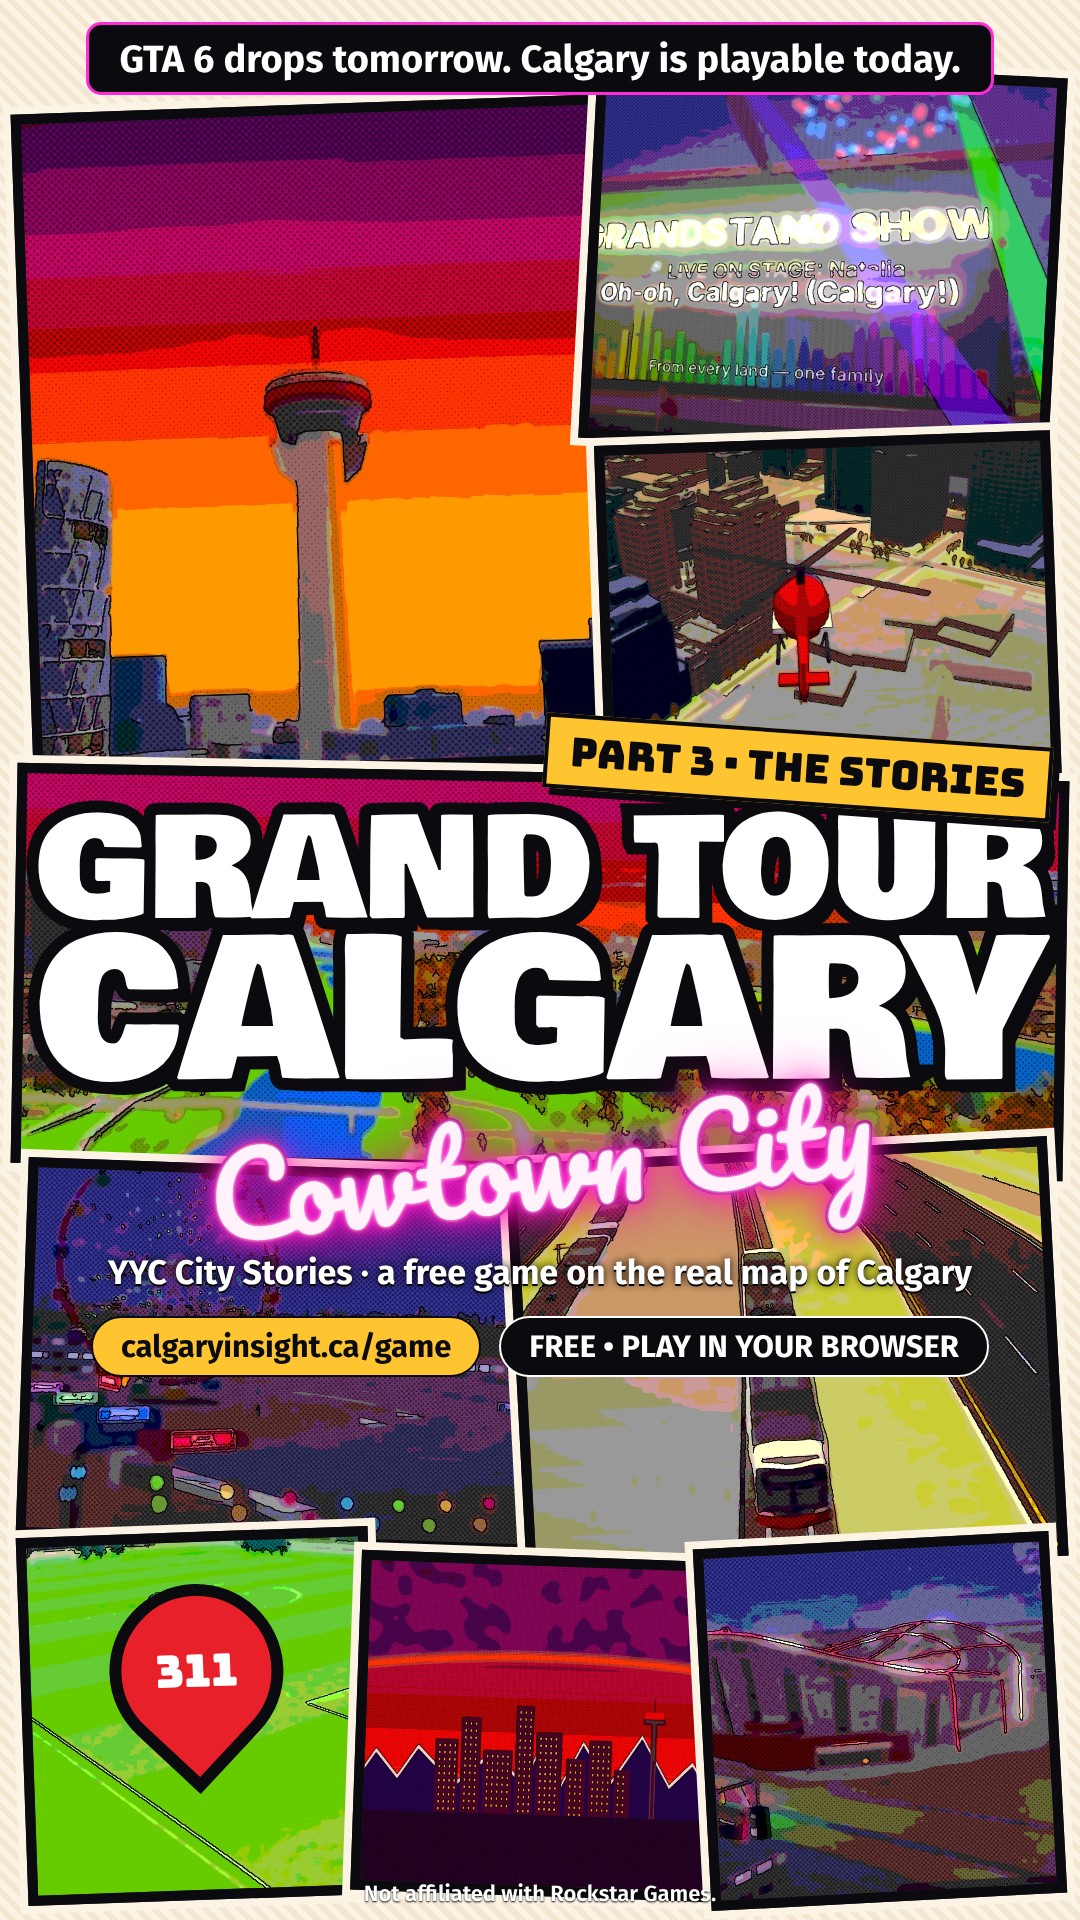 GTA 6 drops tomorrow. Calgary is playable today.
GRANDSTAND SHOW
LIVE ON STAGE: Natalia
Oh-oh, Calgary! (Calgary!)
From every land — one family
PART 3 • THE STORIES
GRAND TOUR
CALGARY
Cowtown City
YYC City Stories · a free game on the real map of Calgary
calgaryinsight.ca/game
FREE • PLAY IN YOUR BROWSER
311
Not affiliated with Rockstar Games.